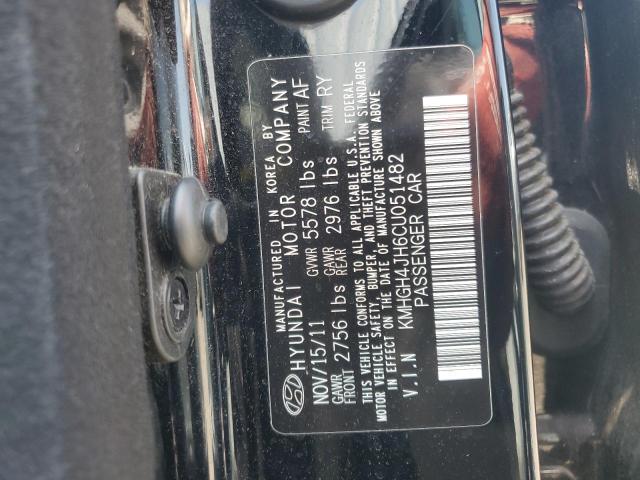 MANUFACTURED IN KOREA BY
HYUNDAI MOTOR COMPANY
NOV/15/11 GVWR 5578 lbs PAINT AF
GAWR FRONT 2756 lbs GAWR REAR 2976 lbs TRIM RY
THIS VEHICLE CONFORMS TO ALL APPLICABLE U.S.A. FEDERAL
MOTOR VEHICLE SAFETY, BUMPER, AND THEFT PREVENTION STANDARDS
IN EFFECT ON THE DATE OF MANUFACTURE SHOWN ABOVE
V.I.N KMHGH4JH6CU051482
PASSENGER CAR